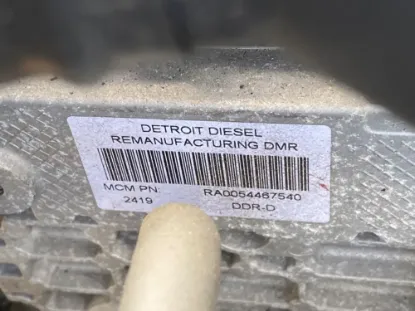 DETROIT DIESEL
REMANUFACTURING DMR
MCM PN RA0054467540
2419 DDR-D